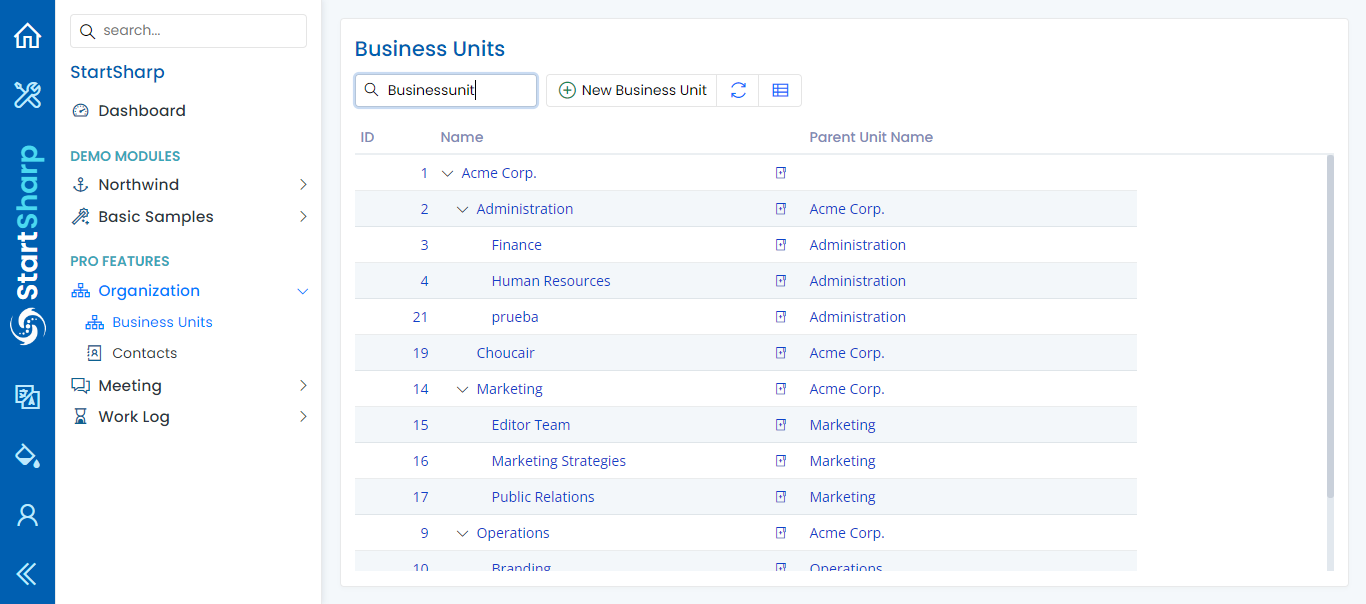 search...
StartSharp
Dashboard
DEMO MODULES
Northwind
Basic Samples
PRO FEATURES
Organization
Business Units
Contacts
Meeting
Work Log
StartSharp
Business Units
Businessunit New Business Unit
ID Name Parent Unit Name
1 Acme Corp.
2 Administration Acme Corp.
3 Finance Administration
4 Human Resources Administration
21 prueba Administration
19 Choucair Acme Corp.
14 Marketing Acme Corp.
15 Editor Team Marketing
16 Marketing Strategies Marketing
17 Public Relations Marketing
9 Operations Acme Corp.
10 Branding Operations